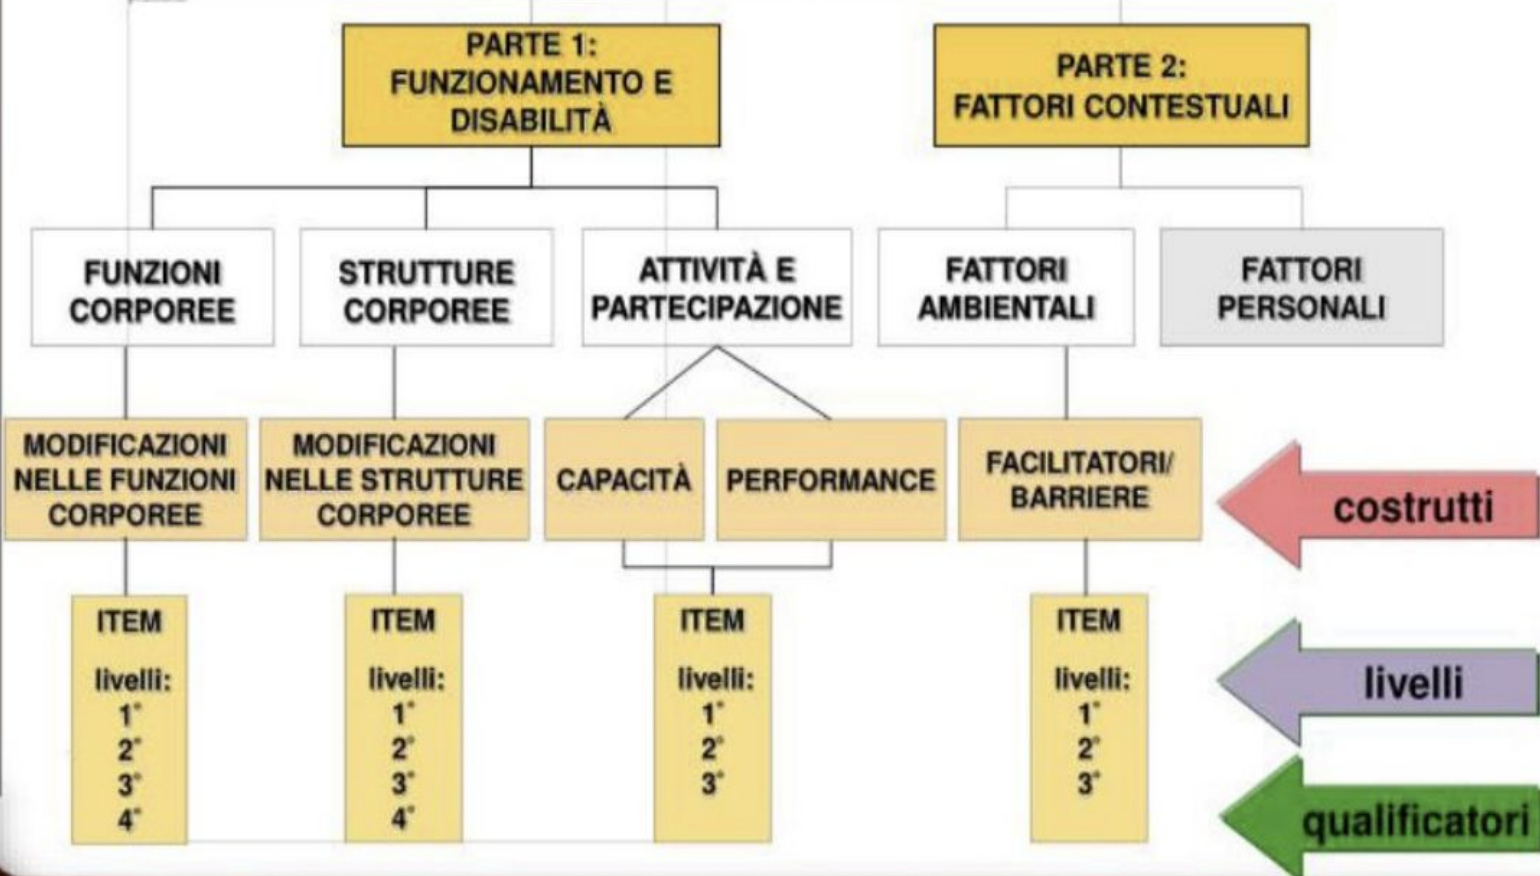 PARTE 1:
FUNZIONAMENTO E
DISABILITÀ
PARTE 2:
FATTORI CONTESTUALI
FUNZIONI
CORPOREE
STRUTTURE
CORPOREE
ATTIVITÀ E
PARTECIPAZIONE
FATTORI
AMBIENTALI
FATTORI
PERSONALI
MODIFICAZIONI
NELLE FUNZIONI
CORPOREE
MODIFICAZIONI
NELLE STRUTTURE
CORPOREE
CAPACITÀ
PERFORMANCE
FACILITATORI/
BARRIERE
costrutti
ITEM
livelli:
1°
2°
3°
4°
ITEM
livelli:
1°
2°
3°
4°
ITEM
livelli:
1°
2°
3°
ITEM
livelli:
1°
2°
3°
livelli
qualificatori